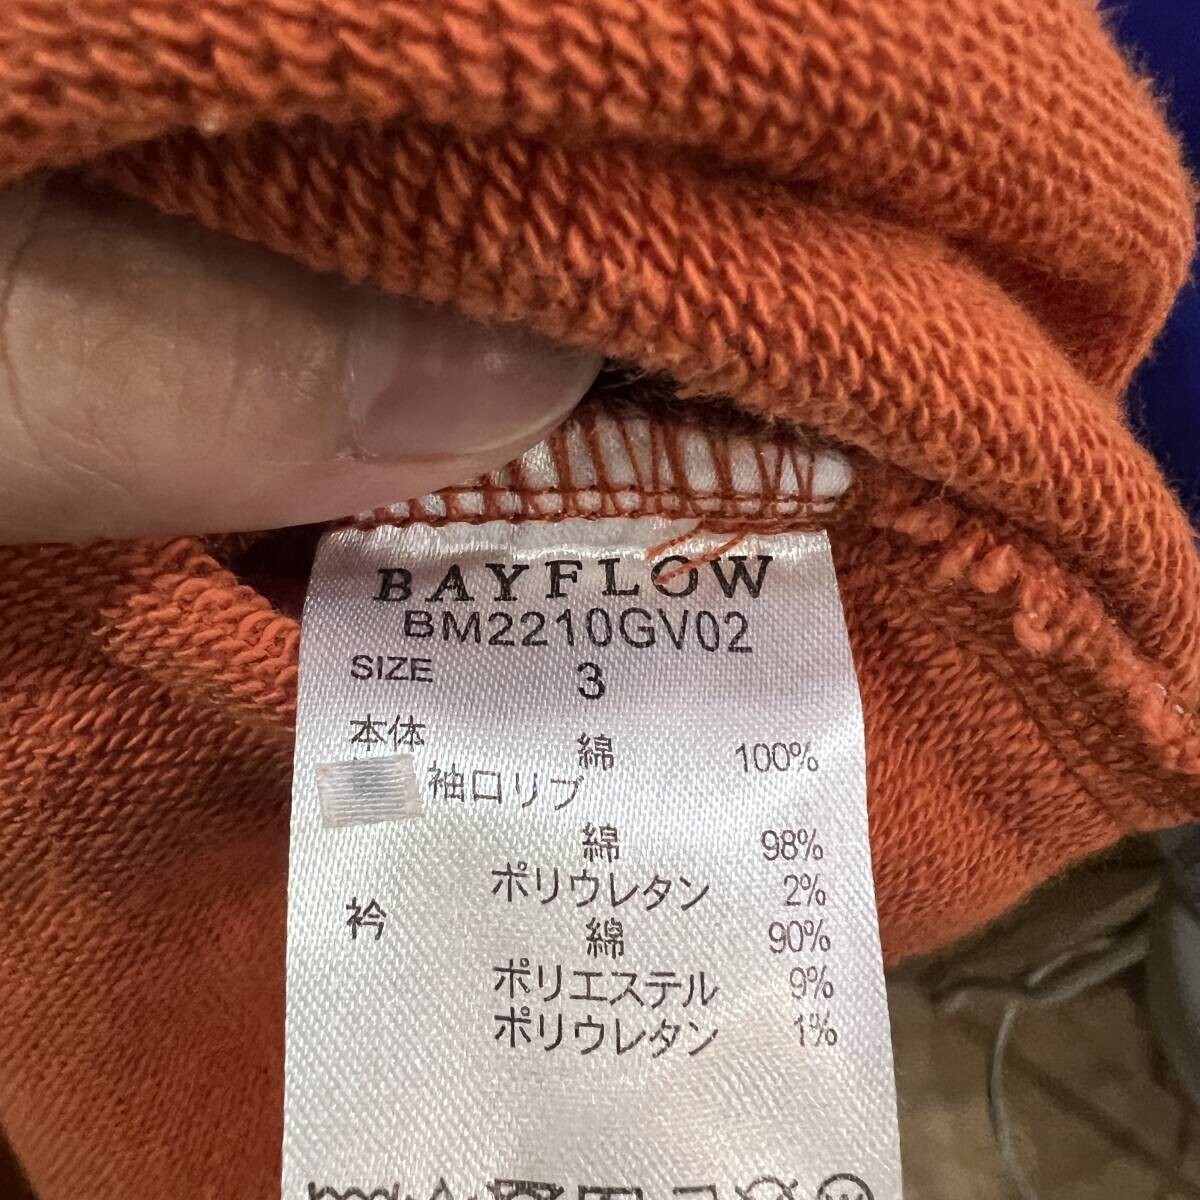 BAYFLOW
BM2210GV02
SIZE 3
本体 綿 100%
袖口リブ
綿 98%
ポリウレタン 2%
衿 綿 90%
ポリエステル 9%
ポリウレタン 1%